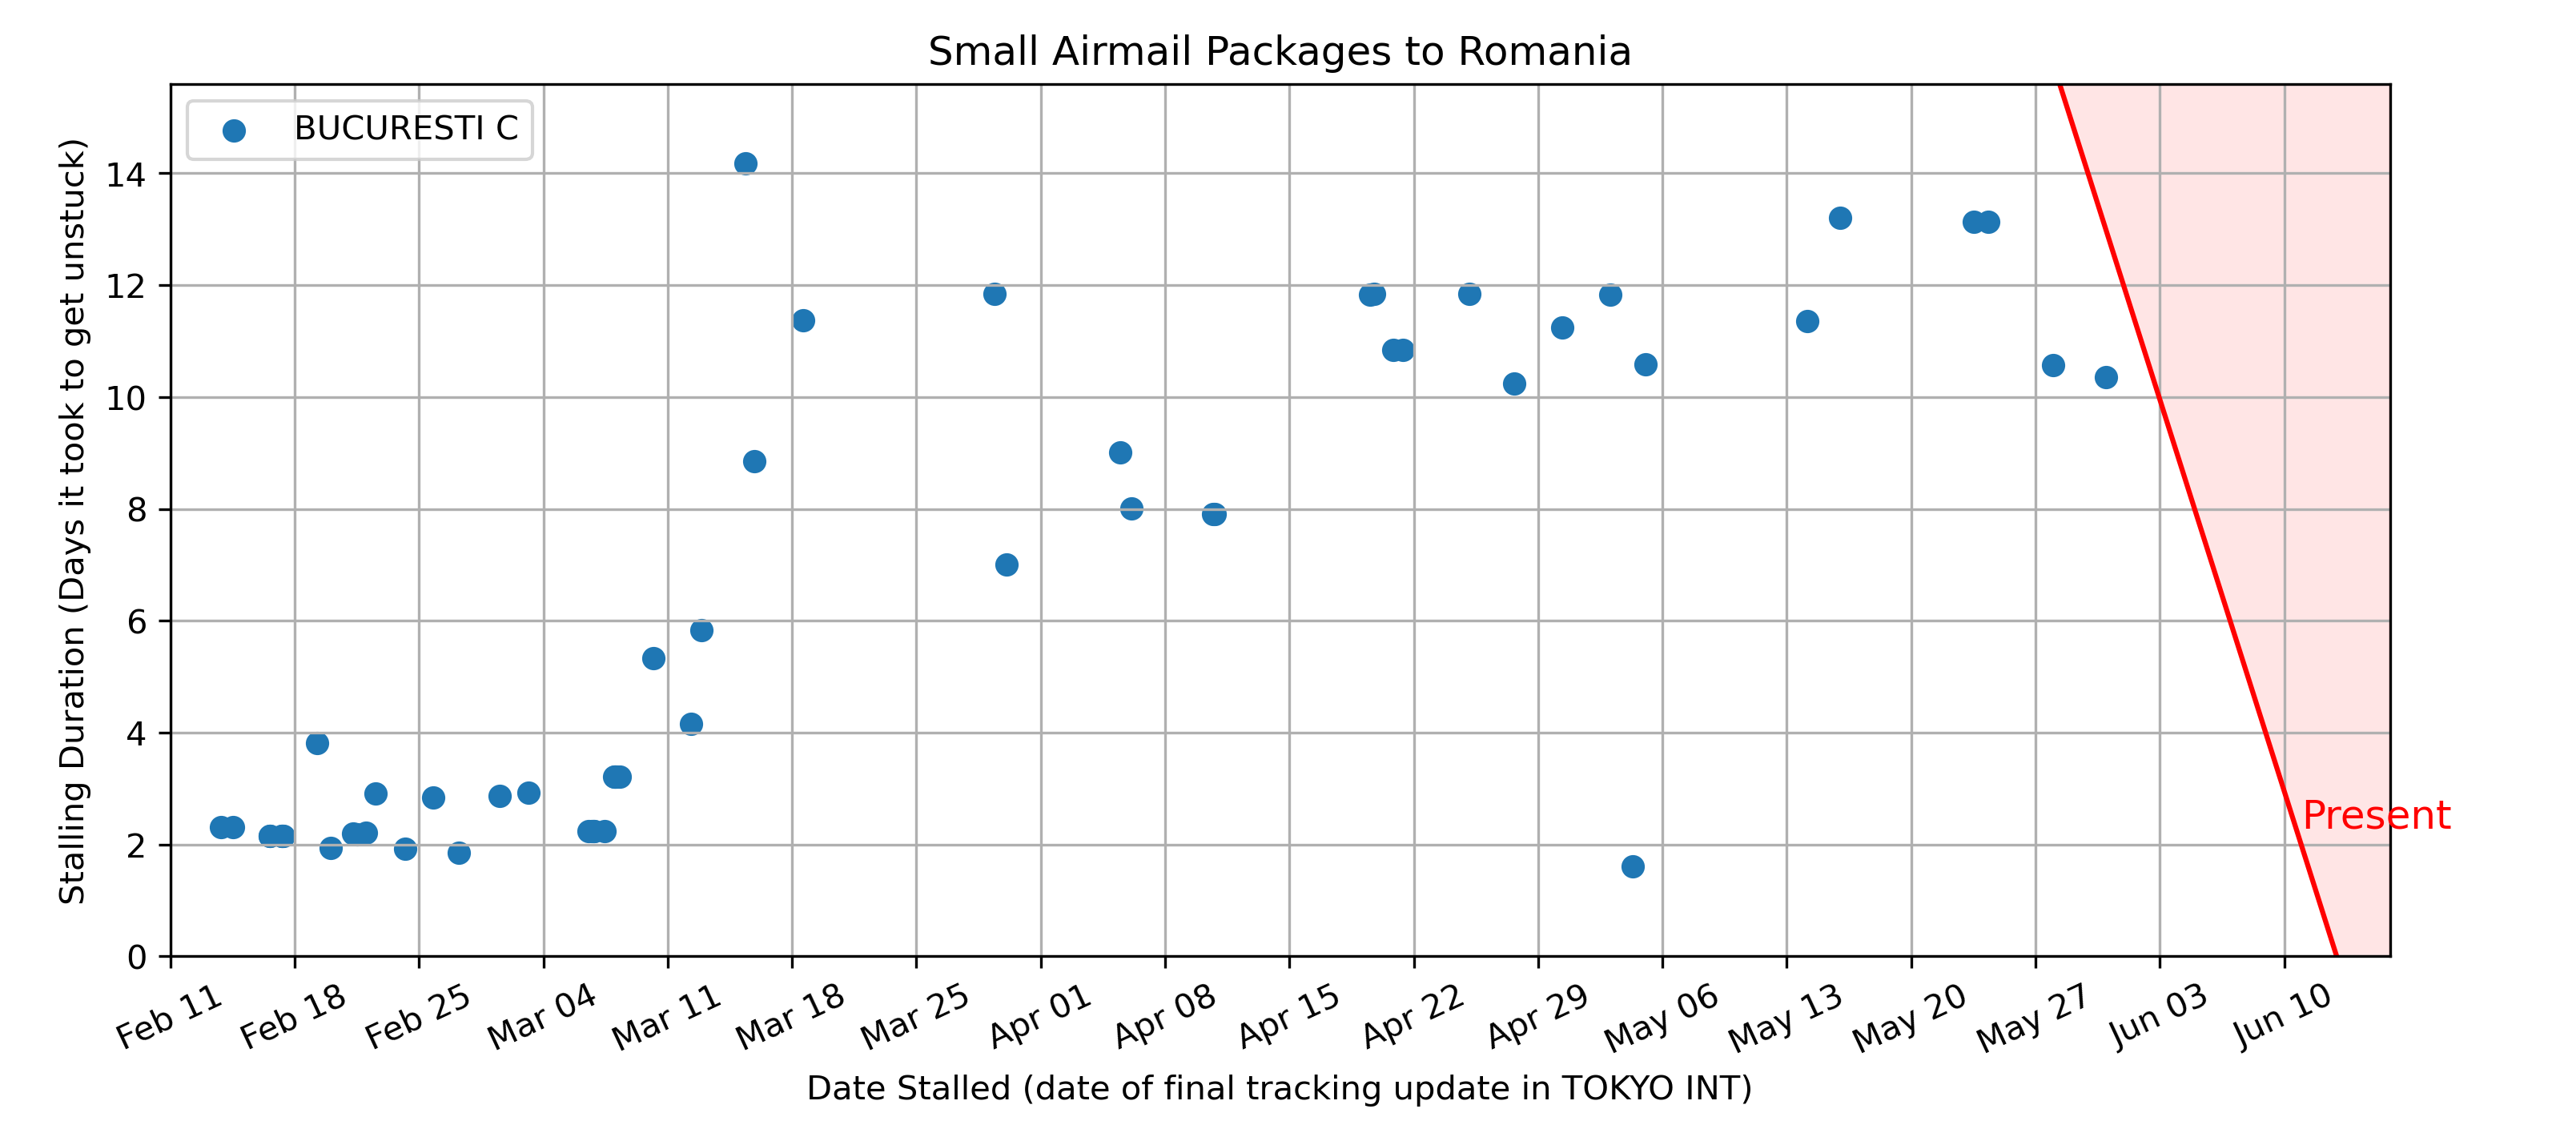 Small Airmail Packages to Romania
BUCURESTI C
Stalling Duration (Days it took to get unstuck)
14
12
10
8
6
4
2
0
Present
Feb 11
Feb 18
Feb 25
Mar 04
Mar 11
Mar 18
Mar 25
Apr 01
Apr 08
Apr 15
Apr 22
Apr 29
May 06
May 13
May 20
May 27
Jun 03
Jun 10
Date Stalled (date of final tracking update in TOKYO INT)